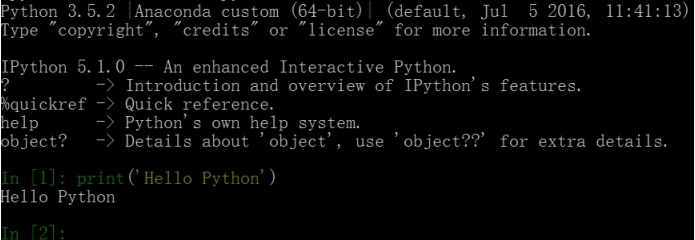 Python 3.5.2 |Anaconda custom (64-bit)| (default, Jul  5 2016, 11:41:13)
Type "copyright", "credits" or "license" for more information.
IPython 5.1.0 -- An enhanced Interactive Python.
?         -> Introduction and overview of IPython's features.
%quickref -> Quick reference.
help      -> Python's own help system.
object?   -> Details about 'object', use 'object??' for extra details.
In [1]: print('Hello Python')
Hello Python
In [2]: